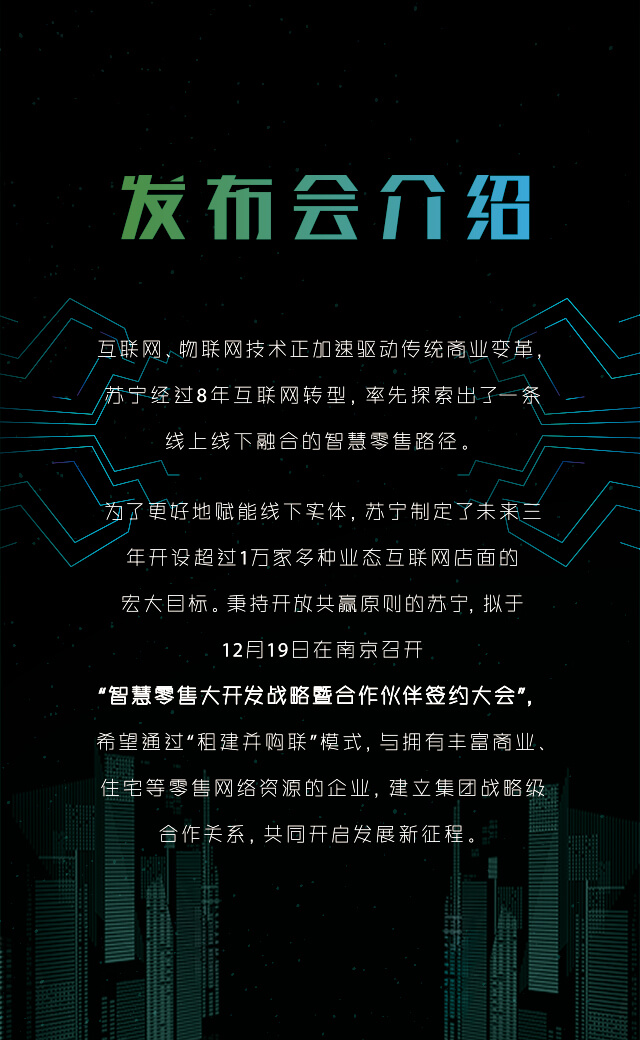 发布会介绍
互联网，物联网技术正加速驱动传统商业变革，
苏宁经过8年互联网转型，率先探索出了一条
线上线下融合的智慧零售路径。
为了更好地赋能线下实体，苏宁制定了未来三
年开设超过1万家多种业态互联网店面的
宏大目标。秉持开放共赢原则的苏宁，拟于
12月19日在南京召开
“智慧零售大开发战略暨合作伙伴签约大会”，
希望通过“租建并购联”模式，与拥有丰富商业、
住宅等零售网络资源的企业，建立集团战略级
合作关系，共同开启发展新征程。